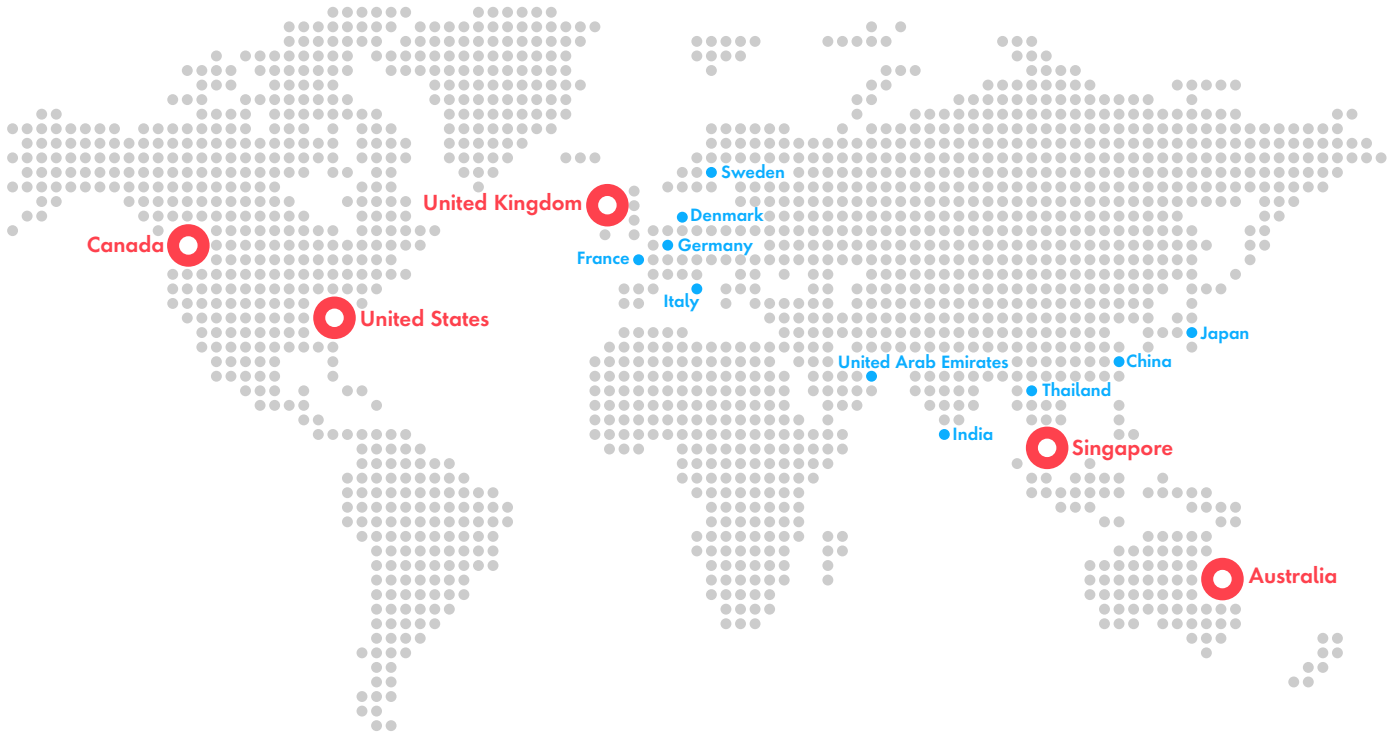 Sweden
United Kingdom
Denmark
Canada
Germany
France
Italy
United States
Japan
United Arab Emirates
China
Thailand
India
Singapore
Australia